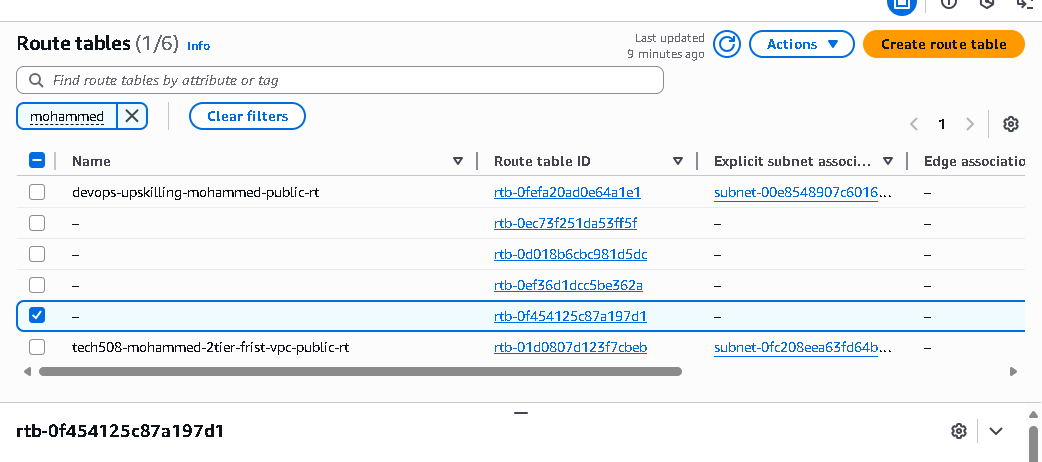 Route tables (1/6) Info
Last updated
9 minutes ago
Actions
Create route table
Find route tables by attribute or tag
mohammed
Clear filters
1
Name Route table ID Explicit subnet associ... Edge associatio
devops-upskilling-mohammed-public-rt rtb-0fefa20ad0e64a1e1 subnet-00e8548907c6016... –
– rtb-0ec73f251da53ff5f – –
– rtb-0d018b6cbc981d5dc – –
– rtb-0ef36d1dcc5be362a – –
– rtb-0f454125c87a197d1 – –
tech508-mohammed-2tier-frist-vpc-public-rt rtb-01d0807d123f7cbeb subnet-0fc208eea63fd64b... –
rtb-0f454125c87a197d1